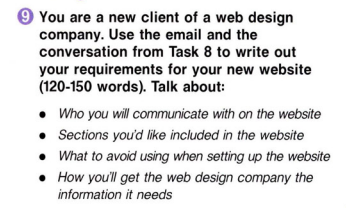 9 You are a new client of a web design
company. Use the email and the
conversation from Task 8 to write out
your requirements for your new website
(120-150 words). Talk about:
• Who you will communicate with on the website
• Sections you'd like included in the website
• What to avoid using when setting up the website
• How you'll get the web design company the
information it needs